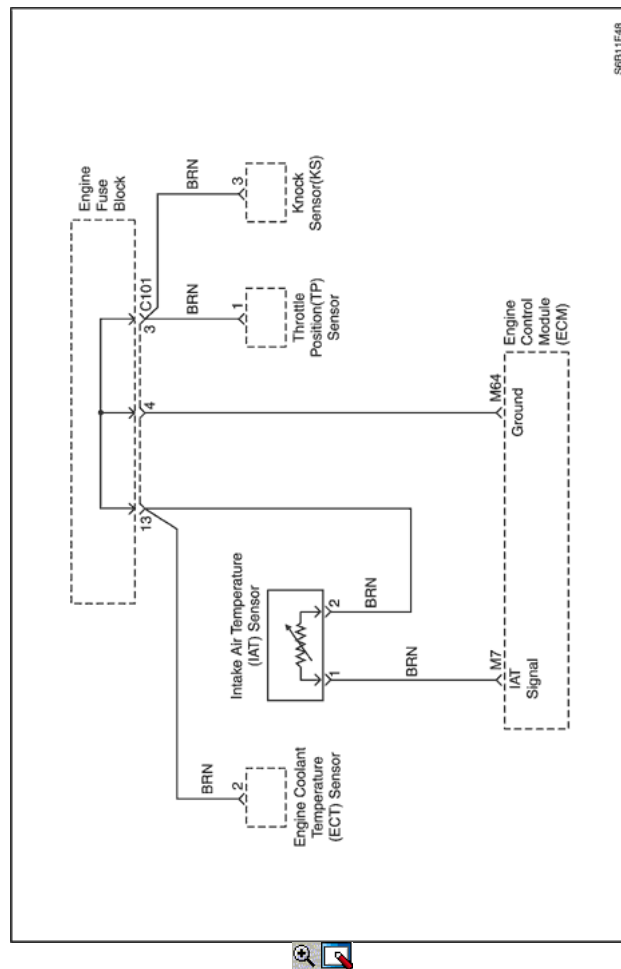 Engine
Fuse
Block
13
4
3
C101
BRN
BRN
BRN
2
1
3
Intake Air Temperature
(IAT) Sensor
Engine Coolant
Temperature
(ECT) Sensor
Throttle
Position(TP)
Sensor
Knock
Sensor(KS)
1
2
BRN
BRN
M7
M64
IAT
Signal
Ground
Engine
Control
Module
(ECM)
S6B11F48